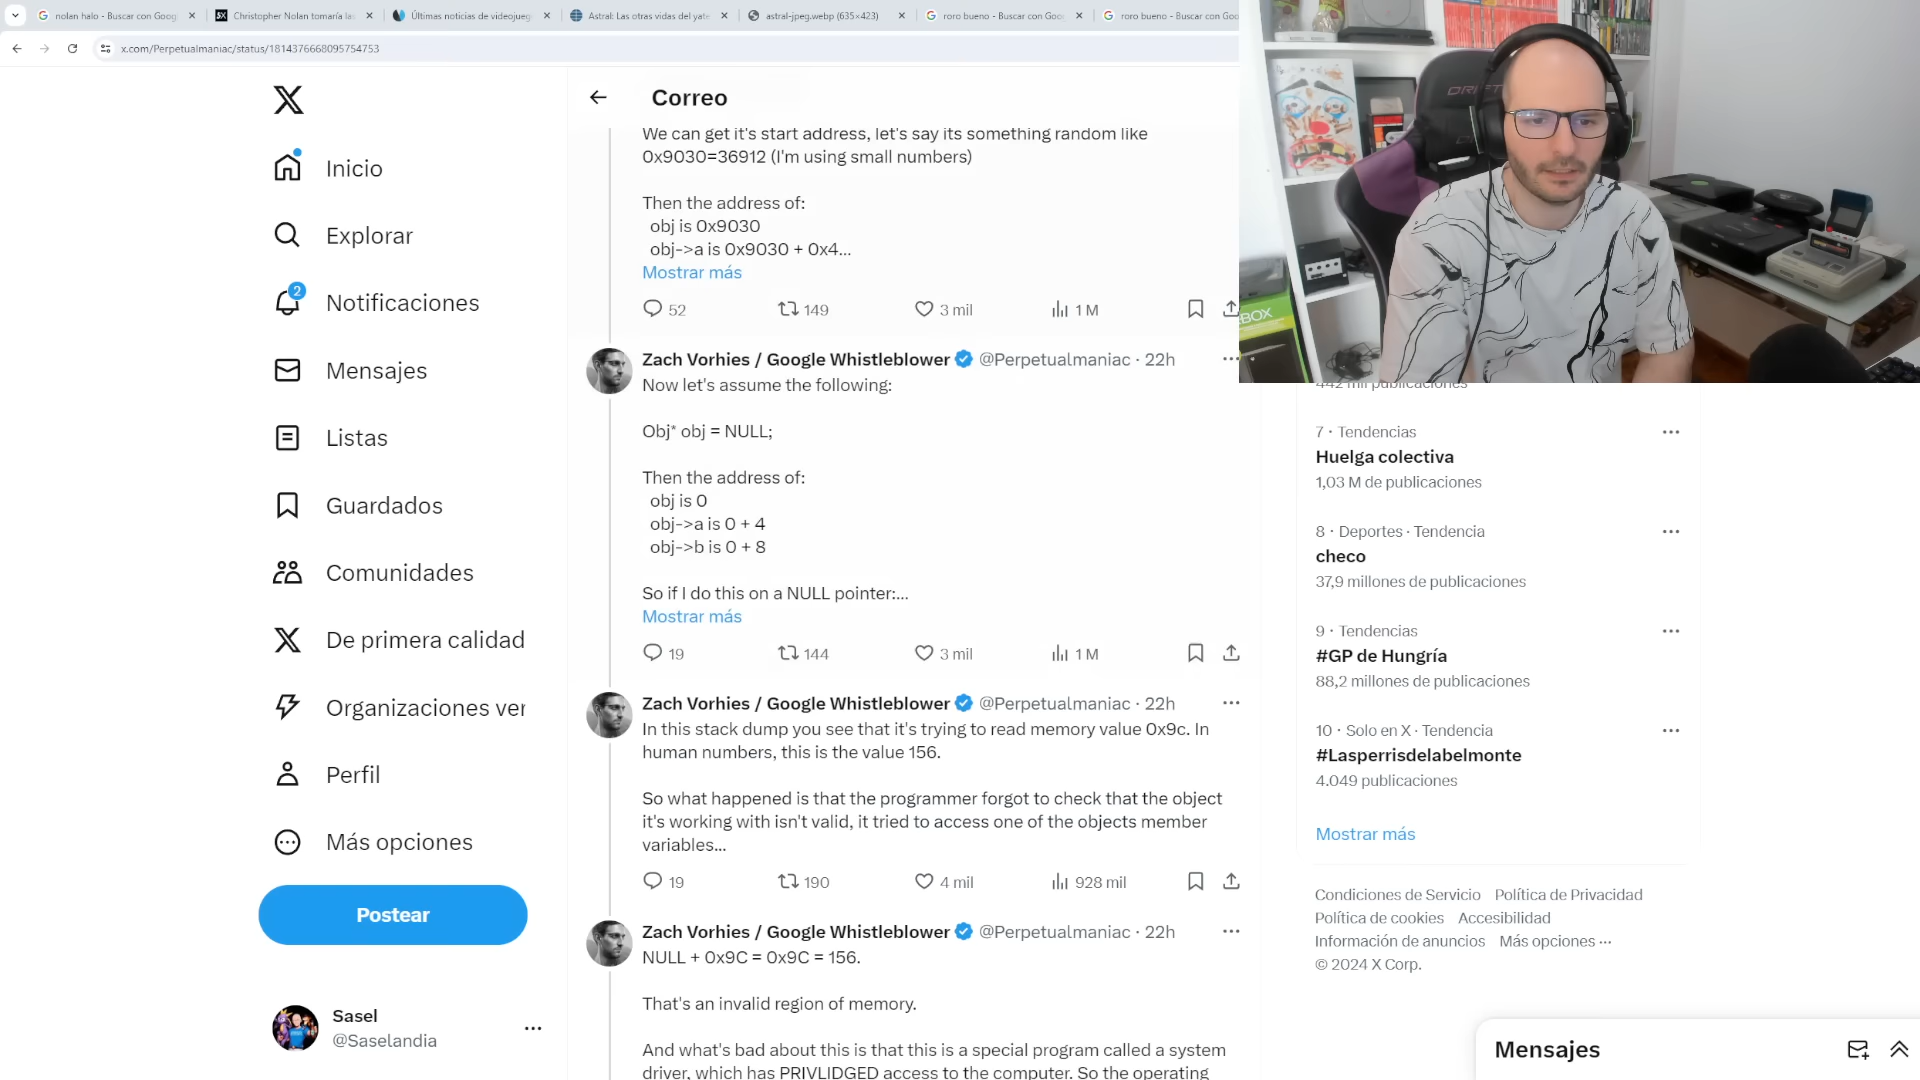 nolan halo - Buscar con Goog
Christopher Nolan tomaría la
Últimas noticias de videojueg
Astral: Las otras vidas del yate
astral-jpeg.webp (635×423)
roro bueno - Buscar con Goo
roro bueno - Buscar con Goo
x.com/Perpetualmaniac/status/1814376668095754753
Inicio
Explorar
2
Notificaciones
Mensajes
Listas
Guardados
Comunidades
De primera calidad
Organizaciones ver
Perfil
Más opciones
Postear
Sasel
@Saselandia
Correo
We can get it's start address, let's say its something random like
0x9030=36912 (I'm using small numbers)
Then the address of:
obj is 0x9030
obj->a is 0x9030 + 0x4...
Mostrar más
52 149 3 mil 1 M
Zach Vorhies / Google Whistleblower @Perpetualmaniac · 22h
Now let's assume the following:
Obj* obj = NULL;
Then the address of:
obj is 0
obj->a is 0 + 4
obj->b is 0 + 8
So if I do this on a NULL pointer:...
Mostrar más
19 144 3 mil 1 M
Zach Vorhies / Google Whistleblower @Perpetualmaniac · 22h
In this stack dump you see that it's trying to read memory value 0x9c. In
human numbers, this is the value 156.
So what happened is that the programmer forgot to check that the object
it's working with isn't valid, it tried to access one of the objects member
variables...
19 190 4 mil 928 mil
Zach Vorhies / Google Whistleblower @Perpetualmaniac · 22h
NULL + 0x9C = 0x9C = 156.
That's an invalid region of memory.
And what's bad about this is that this is a special program called a system
driver, which has PRIVLIDGED access to the computer. So the operating
442 mil publicaciones
7 · Tendencias
Huelga colectiva
1,03 M de publicaciones
8 · Deportes · Tendencia
checo
37,9 millones de publicaciones
9 · Tendencias
#GP de Hungría
88,2 millones de publicaciones
10 · Solo en X · Tendencia
#Lasperrisdelabelmonte
4.049 publicaciones
Mostrar más
Condiciones de Servicio Política de Privacidad
Política de cookies Accesibilidad
Información de anuncios Más opciones ···
© 2024 X Corp.
Mensajes